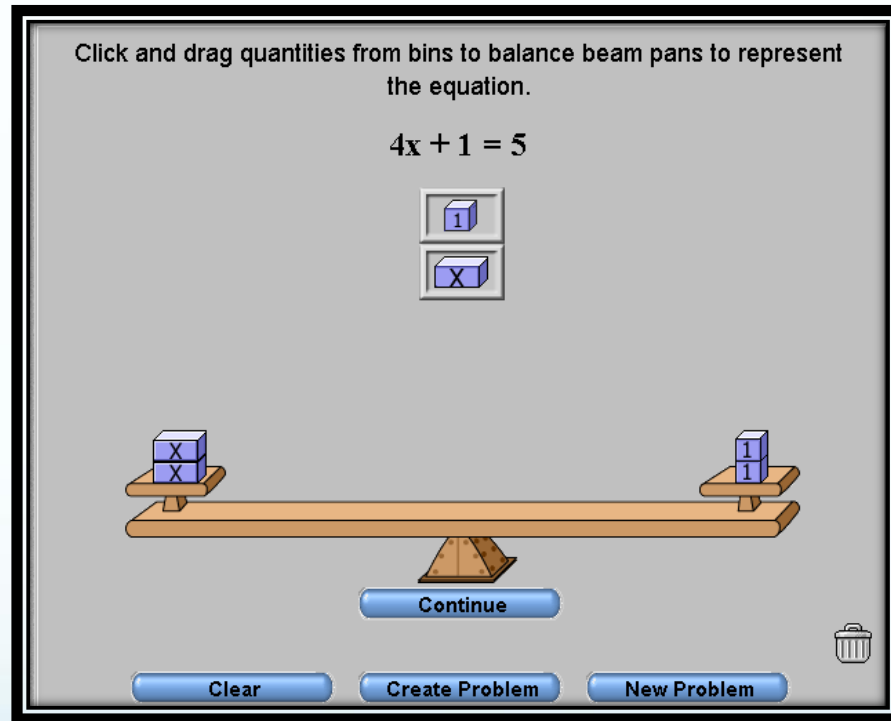 Click and drag quantities from bins to balance beam pans to represent
the equation.
4x + 1 = 5
1
X
X
X
1
1
Continue
Clear
Create Problem
New Problem